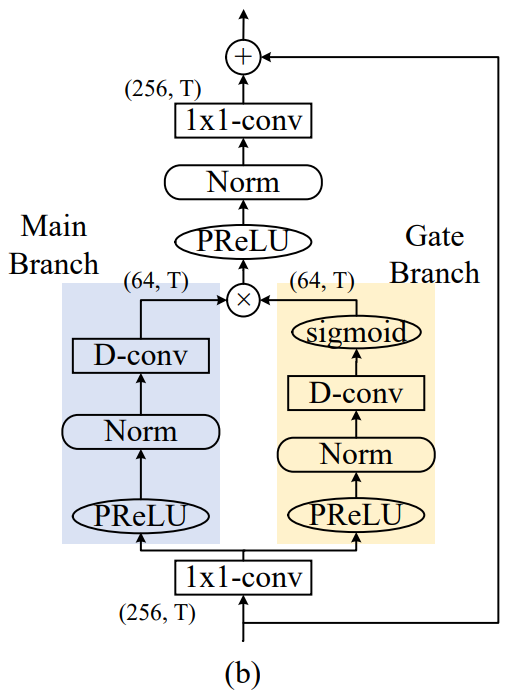 +
(256, T)
1x1-conv
Norm
PReLU
Main
Branch
Gate
Branch
(64, T)
(64, T)
×
sigmoid
D-conv
D-conv
Norm
Norm
PReLU
PReLU
1x1-conv
(256, T)
(b)